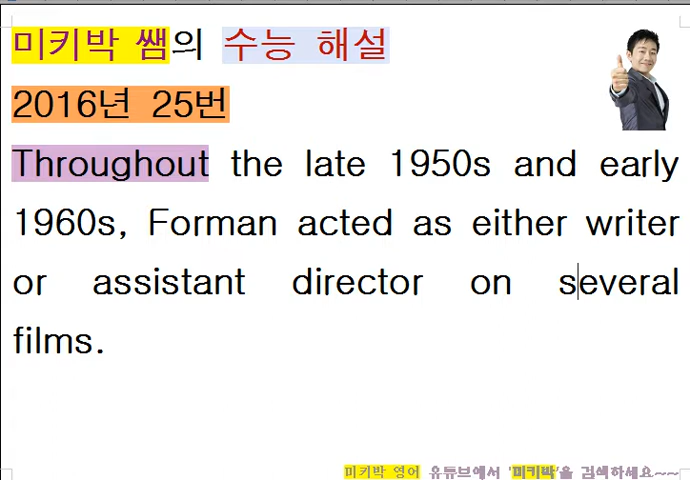 미키박 쌤의 수능 해설
2016년 25번
Throughout the late 1950s and early
1960s, Forman acted as either writer
or assistant director on several
films.
미키박 영어 유튜브에서 '미키박'을 검색하세요~~